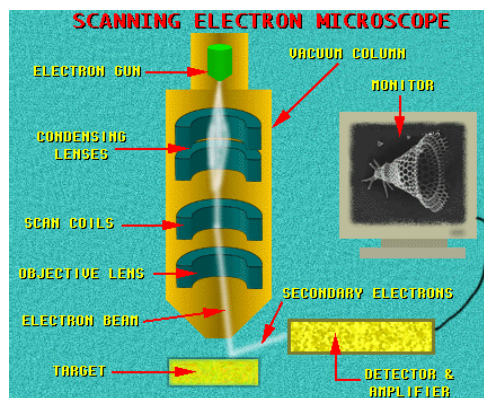 SCANNING ELECTRON MICROSCOPE
VACUUM COLUMN
ELECTRON GUN
MONITOR
CONDENSING
LENSES
SCAN COILS
OBJECTIVE LENS
SECONDARY ELECTRONS
ELECTRON BEAM
TARGET
DETECTOR &
AMPLIFIER